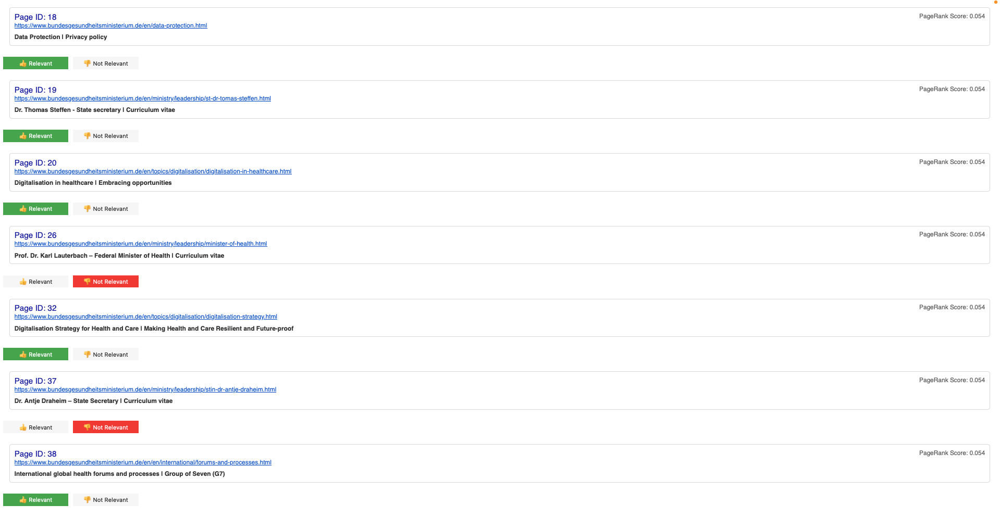 Page ID: 18
PageRank Score: 0.054
https://www.bundesgesundheitsministerium.de/en/data-protection.html
Data Protection | Privacy policy
👍 Relevant
👎 Not Relevant
Page ID: 19
PageRank Score: 0.054
https://www.bundesgesundheitsministerium.de/en/ministry/leadership/st-dr-tomas-steffen.html
Dr. Thomas Steffen - State secretary | Curriculum vitae
👍 Relevant
👎 Not Relevant
Page ID: 20
PageRank Score: 0.054
https://www.bundesgesundheitsministerium.de/en/topics/digitalisation/digitalisation-in-healthcare.html
Digitalisation in healthcare | Embracing opportunities
👍 Relevant
👎 Not Relevant
Page ID: 26
PageRank Score: 0.054
https://www.bundesgesundheitsministerium.de/en/ministry/leadership/minister-of-health.html
Prof. Dr. Karl Lauterbach – Federal Minister of Health | Curriculum vitae
👍 Relevant
👎 Not Relevant
Page ID: 32
PageRank Score: 0.054
https://www.bundesgesundheitsministerium.de/en/topics/digitalisation/digitalisation-strategy.html
Digitalisation Strategy for Health and Care | Making Health and Care Resilient and Future-proof
👍 Relevant
👎 Not Relevant
Page ID: 37
PageRank Score: 0.054
https://www.bundesgesundheitsministerium.de/en/ministry/leadership/stin-dr-antje-draheim.html
Dr. Antje Draheim – State Secretary | Curriculum vitae
👍 Relevant
👎 Not Relevant
Page ID: 38
PageRank Score: 0.054
https://www.bundesgesundheitsministerium.de/en/en/international/forums-and-processes.html
International global health forums and processes | Group of Seven (G7)
👍 Relevant
👎 Not Relevant